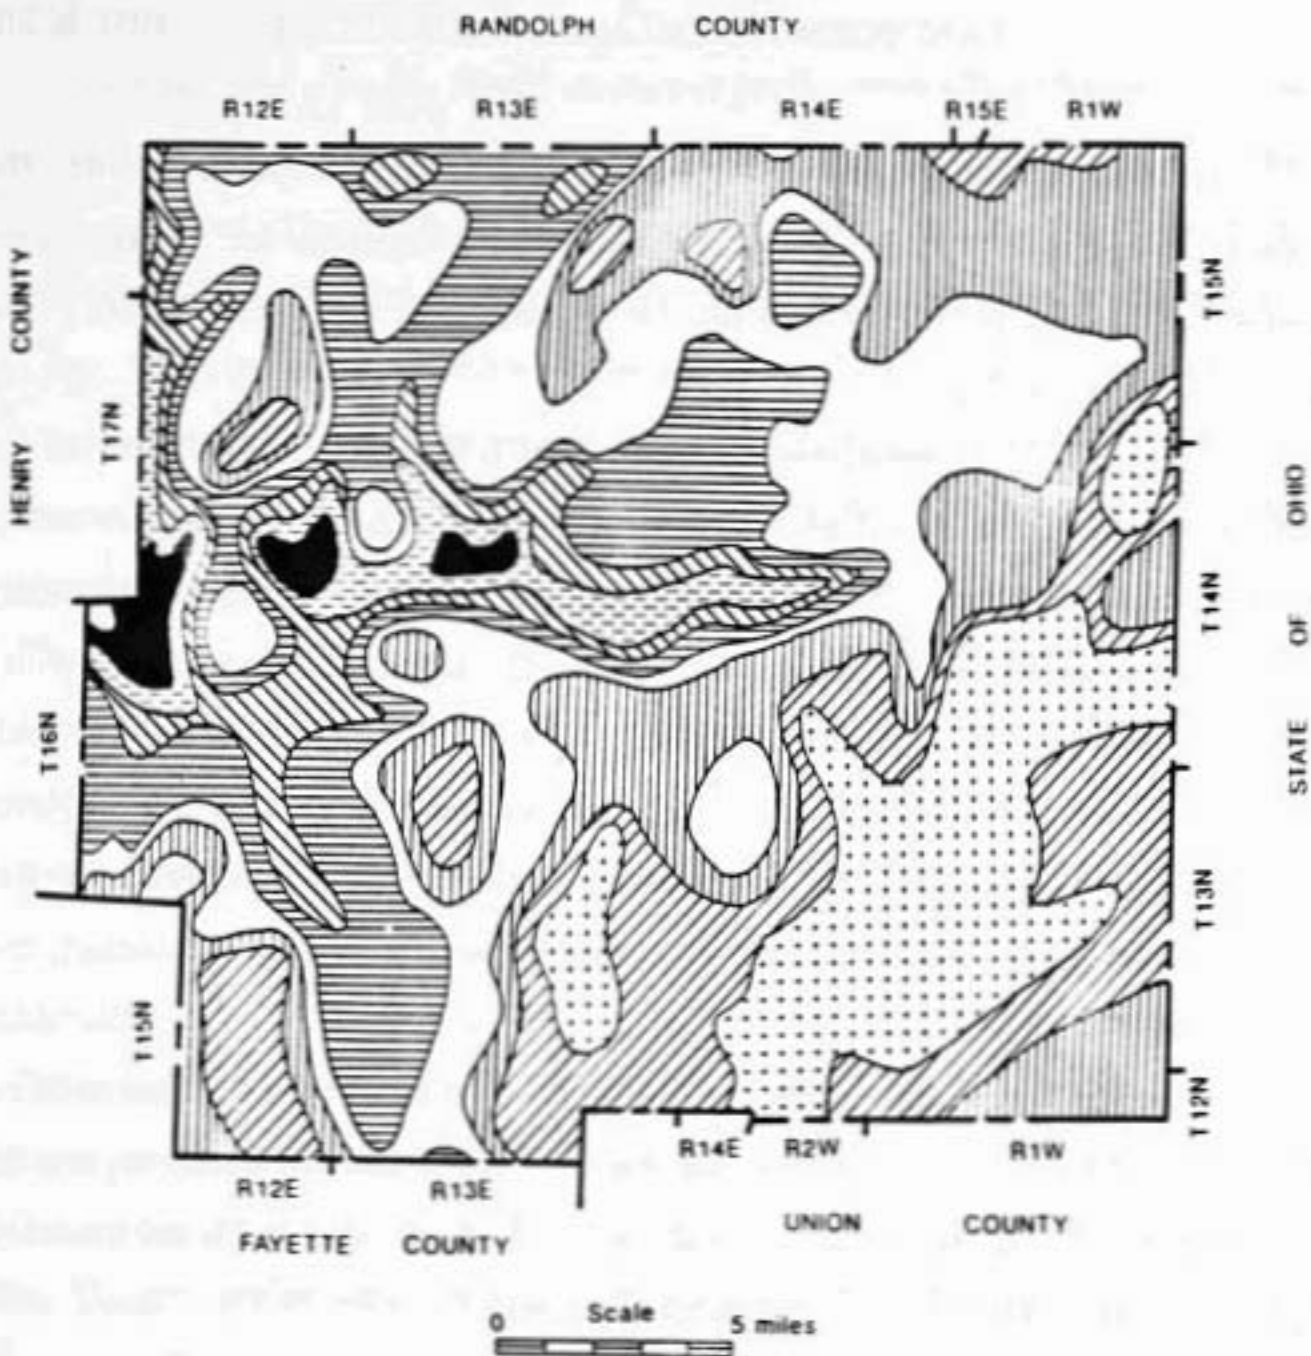 RANDOLPH COUNTY
R12E R13E R14E R15E R1W
HENRY COUNTY
T17N
T16N
T15N
T15N
T14N
T13N
T12N
STATE OF OHIO
R14E R2W R1W
R12E R13E
UNION COUNTY
FAYETTE COUNTY
Scale
0 5 miles